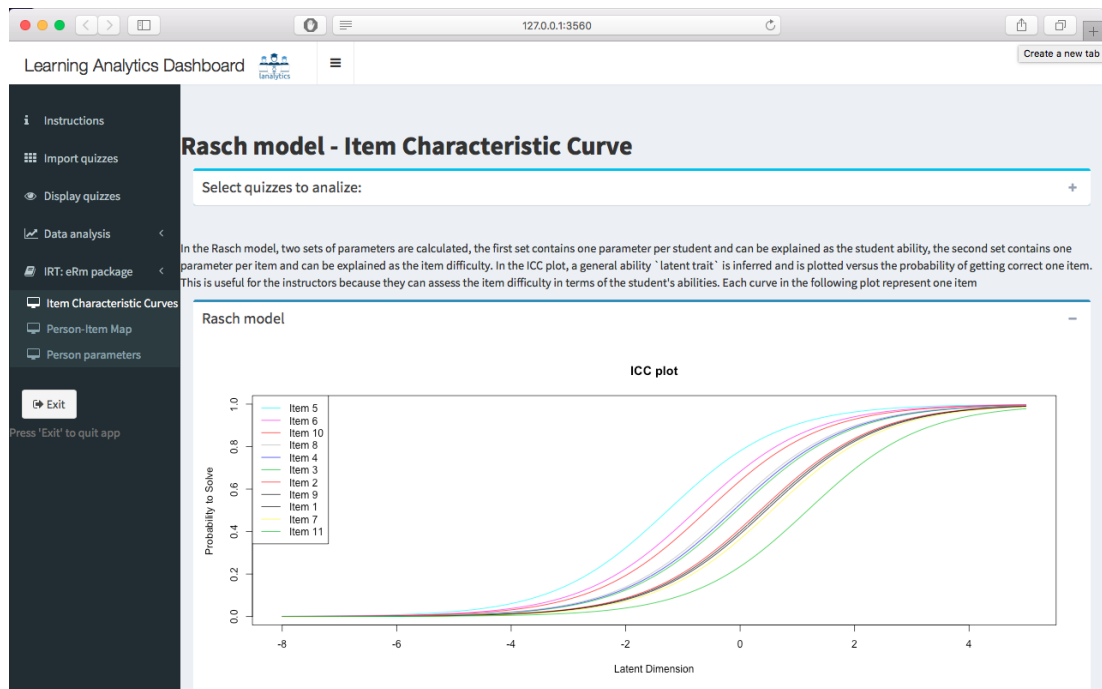 127.0.0.1:3560
Create a new tab
Learning Analytics Dashboard
lanalytics
Instructions
Import quizzes
Display quizzes
Data analysis
IRT: eRm package
Item Characteristic Curves
Person-Item Map
Person parameters
Exit
Press 'Exit' to quit app
Rasch model - Item Characteristic Curve
Select quizzes to analize:
In the Rasch model, two sets of parameters are calculated, the first set contains one parameter per student and can be explained as the student ability, the second set contains one
parameter per item and can be explained as the item difficulty. In the ICC plot, a general ability `latent trait` is inferred and is plotted versus the probability of getting correct one item.
This is useful for the instructors because they can assess the item difficulty in terms of the student's abilities. Each curve in the following plot represent one item
Rasch model
ICC plot
Probability to Solve
1.0
0.8
0.6
0.4
0.2
0.0
Item 5
Item 6
Item 10
Item 8
Item 4
Item 3
Item 2
Item 9
Item 1
Item 7
Item 11
-8 -6 -4 -2 0 2 4
Latent Dimension